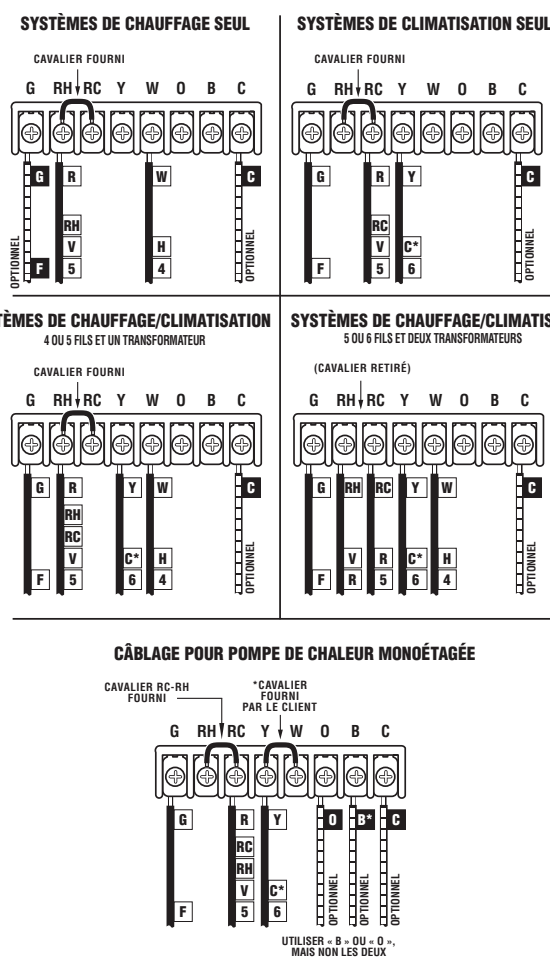 SYSTÈMES DE CHAUFFAGE SEUL
CAVALIER FOURNI
G RH RC Y W O B C
G R W C
RH
V H
F 5 4
OPTIONNEL
OPTIONNEL
SYSTÈMES DE CLIMATISATION SEUL
CAVALIER FOURNI
G RH RC Y W O B C
G R Y C
RC
V C*
F 5 6
OPTIONNEL
TÈMES DE CHAUFFAGE/CLIMATISATION
4 OU 5 FILS ET UN TRANSFORMATEUR
CAVALIER FOURNI
G RH RC Y W O B C
G R Y W C
RH
RC
V C* H
F 5 6 4
OPTIONNEL
SYSTÈMES DE CHAUFFAGE/CLIMATIS
5 OU 6 FILS ET DEUX TRANSFORMATEURS
(CAVALIER RETIRÉ)
G RH RC Y W O B C
G RH RC Y W C
V R C* H
F R 5 6 4
OPTIONNEL
CÂBLAGE POUR POMPE DE CHALEUR MONOÉTAGÉE
CAVALIER RC-RH
FOURNI
*CAVALIER
FOURNI
PAR LE CLIENT
G RH RC Y W O B C
G R Y O B* C
RC
RH
V C*
F 5 6
OPTIONNEL
OPTIONNEL
OPTIONNEL
UTILISER « B » OU « O »,
MAIS NON LES DEUX